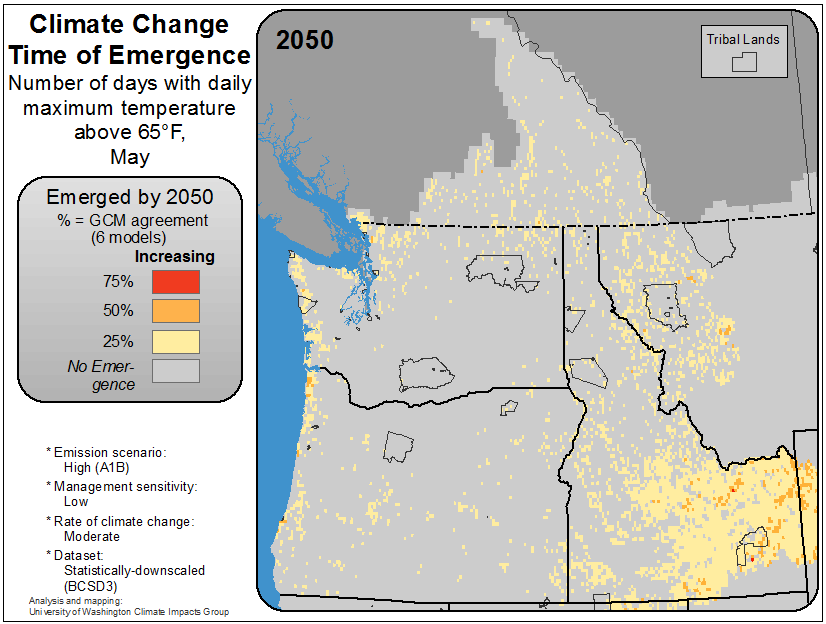 Climate Change
Time of Emergence
Number of days with daily
maximum temperature
above 65°F,
May
Emerged by 2050
% = GCM agreement
(6 models)
Increasing
75%
50%
25%
No Emer-
gence
* Emission scenario:
High (A1B)
* Management sensitivity:
Low
* Rate of climate change:
Moderate
* Dataset:
Statistically-downscaled
(BCSD3)
Analysis and mapping:
University of Washington Climate Impacts Group
2050
Tribal Lands